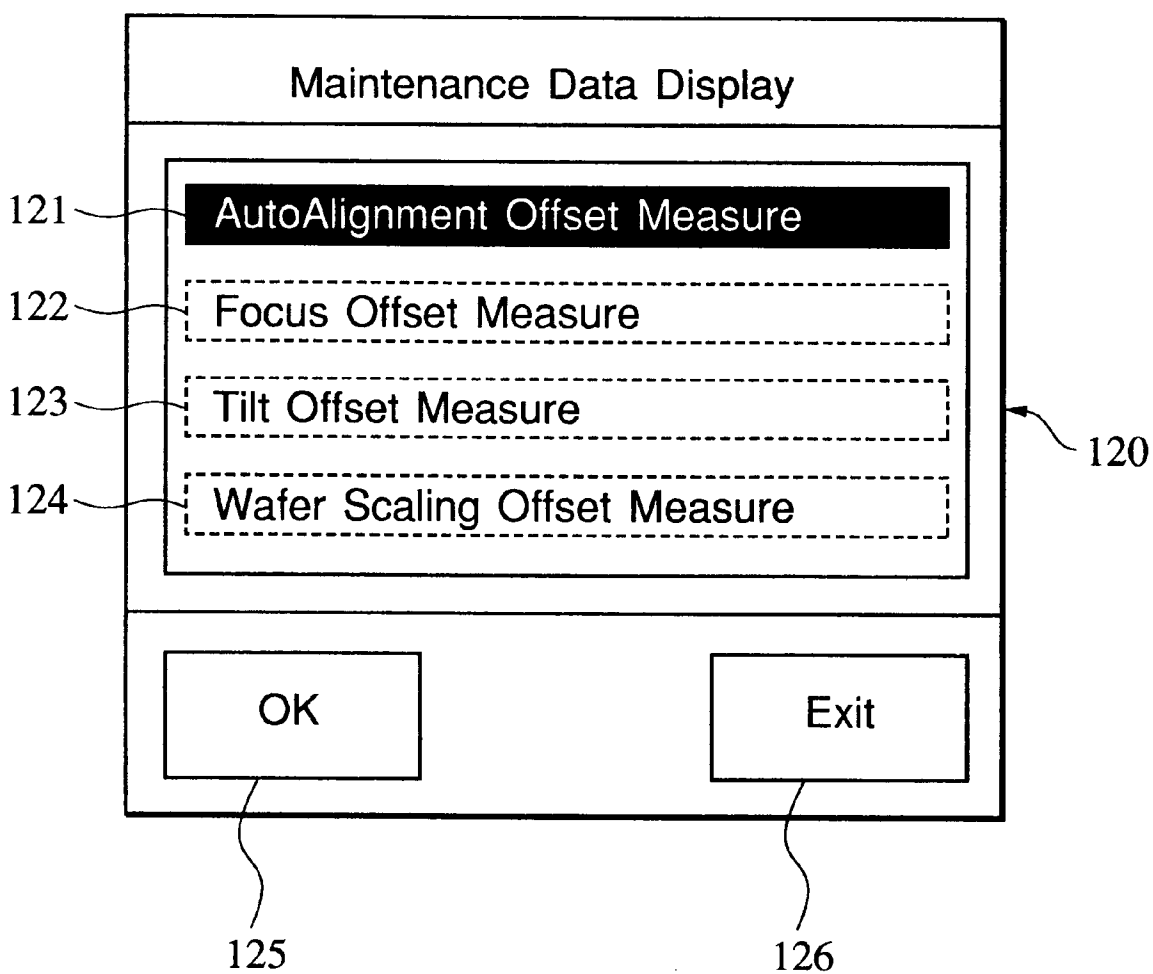 Maintenance Data Display
121
AutoAlignment Offset Measure
122
Focus Offset Measure
123
Tilt Offset Measure
120
124
Wafer Scaling Offset Measure
OK
Exit
125
126